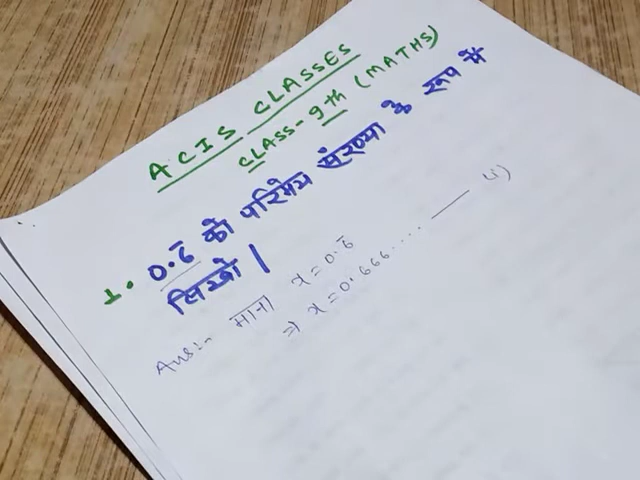 ACIS CLASSES
CLASS-9th (MATHS)
1. 0.6̅ को परिमेय संख्या के रूप में
लिखो |
Ans:- माना x = 0.6̅
⇒ x = 0.666.... — (i)